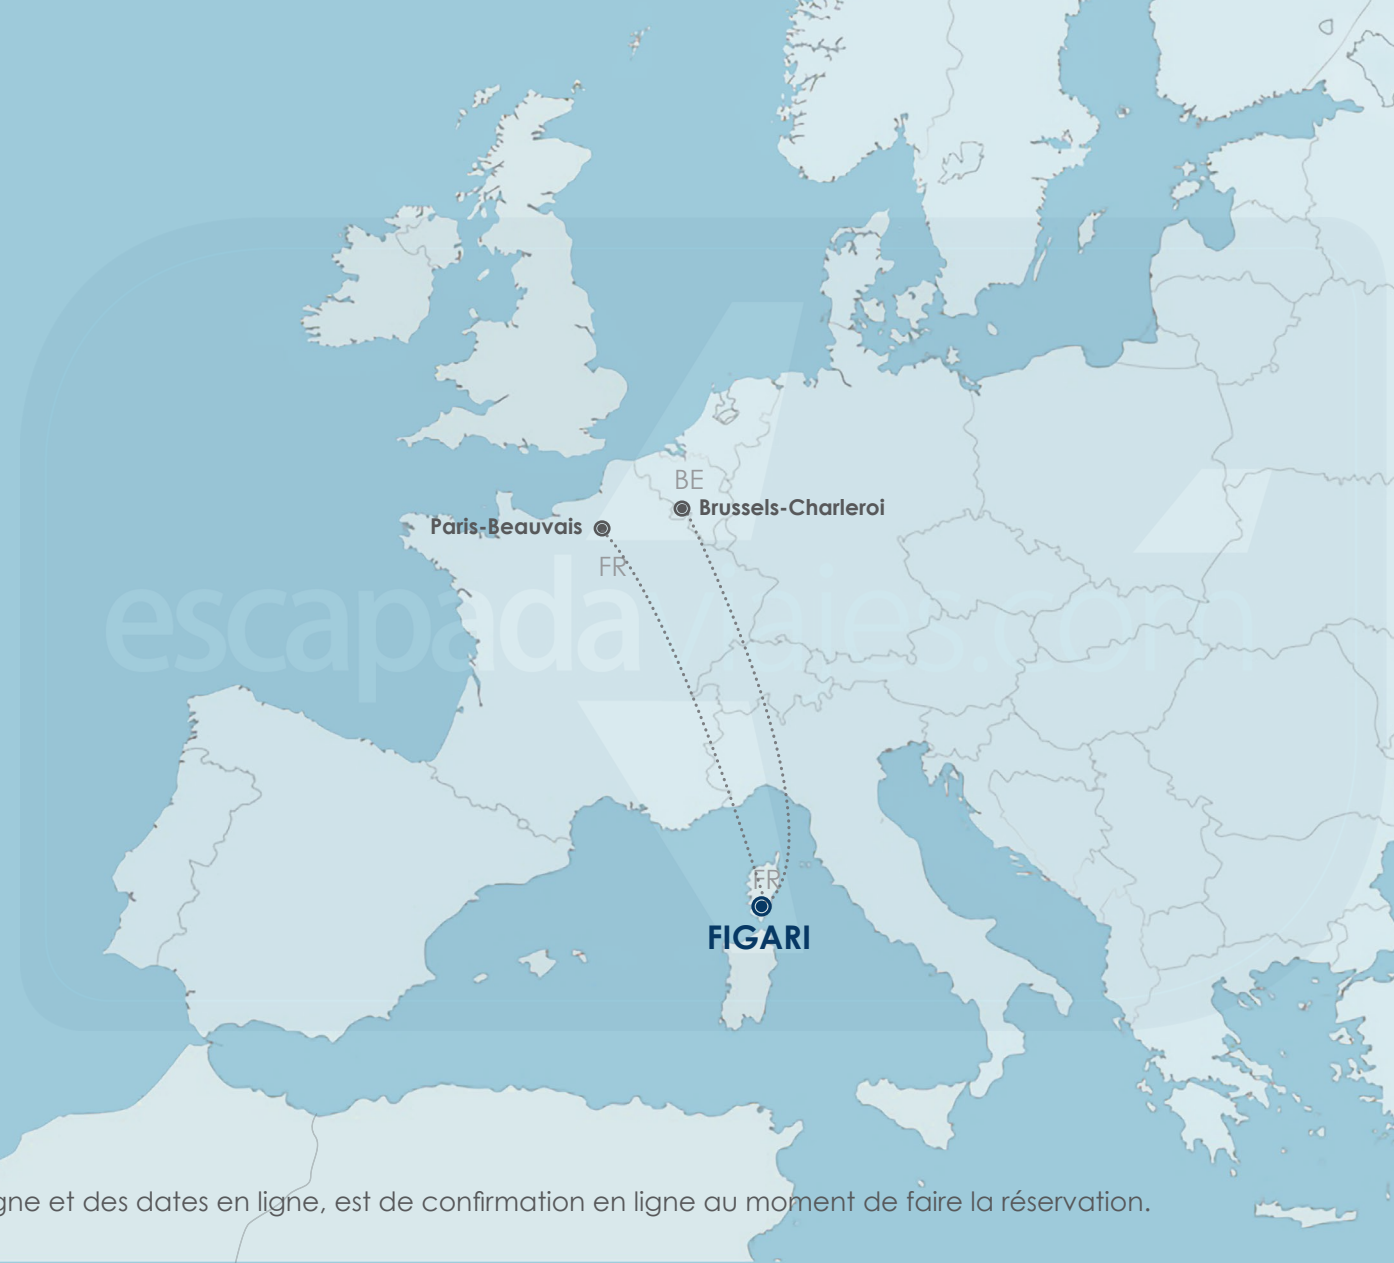 BE
Brussels-Charleroi
Paris-Beauvais
FR
escapadaviajes.com
FR
FIGARI
gne et des dates en ligne, est de confirmation en ligne au moment de faire la réservation.